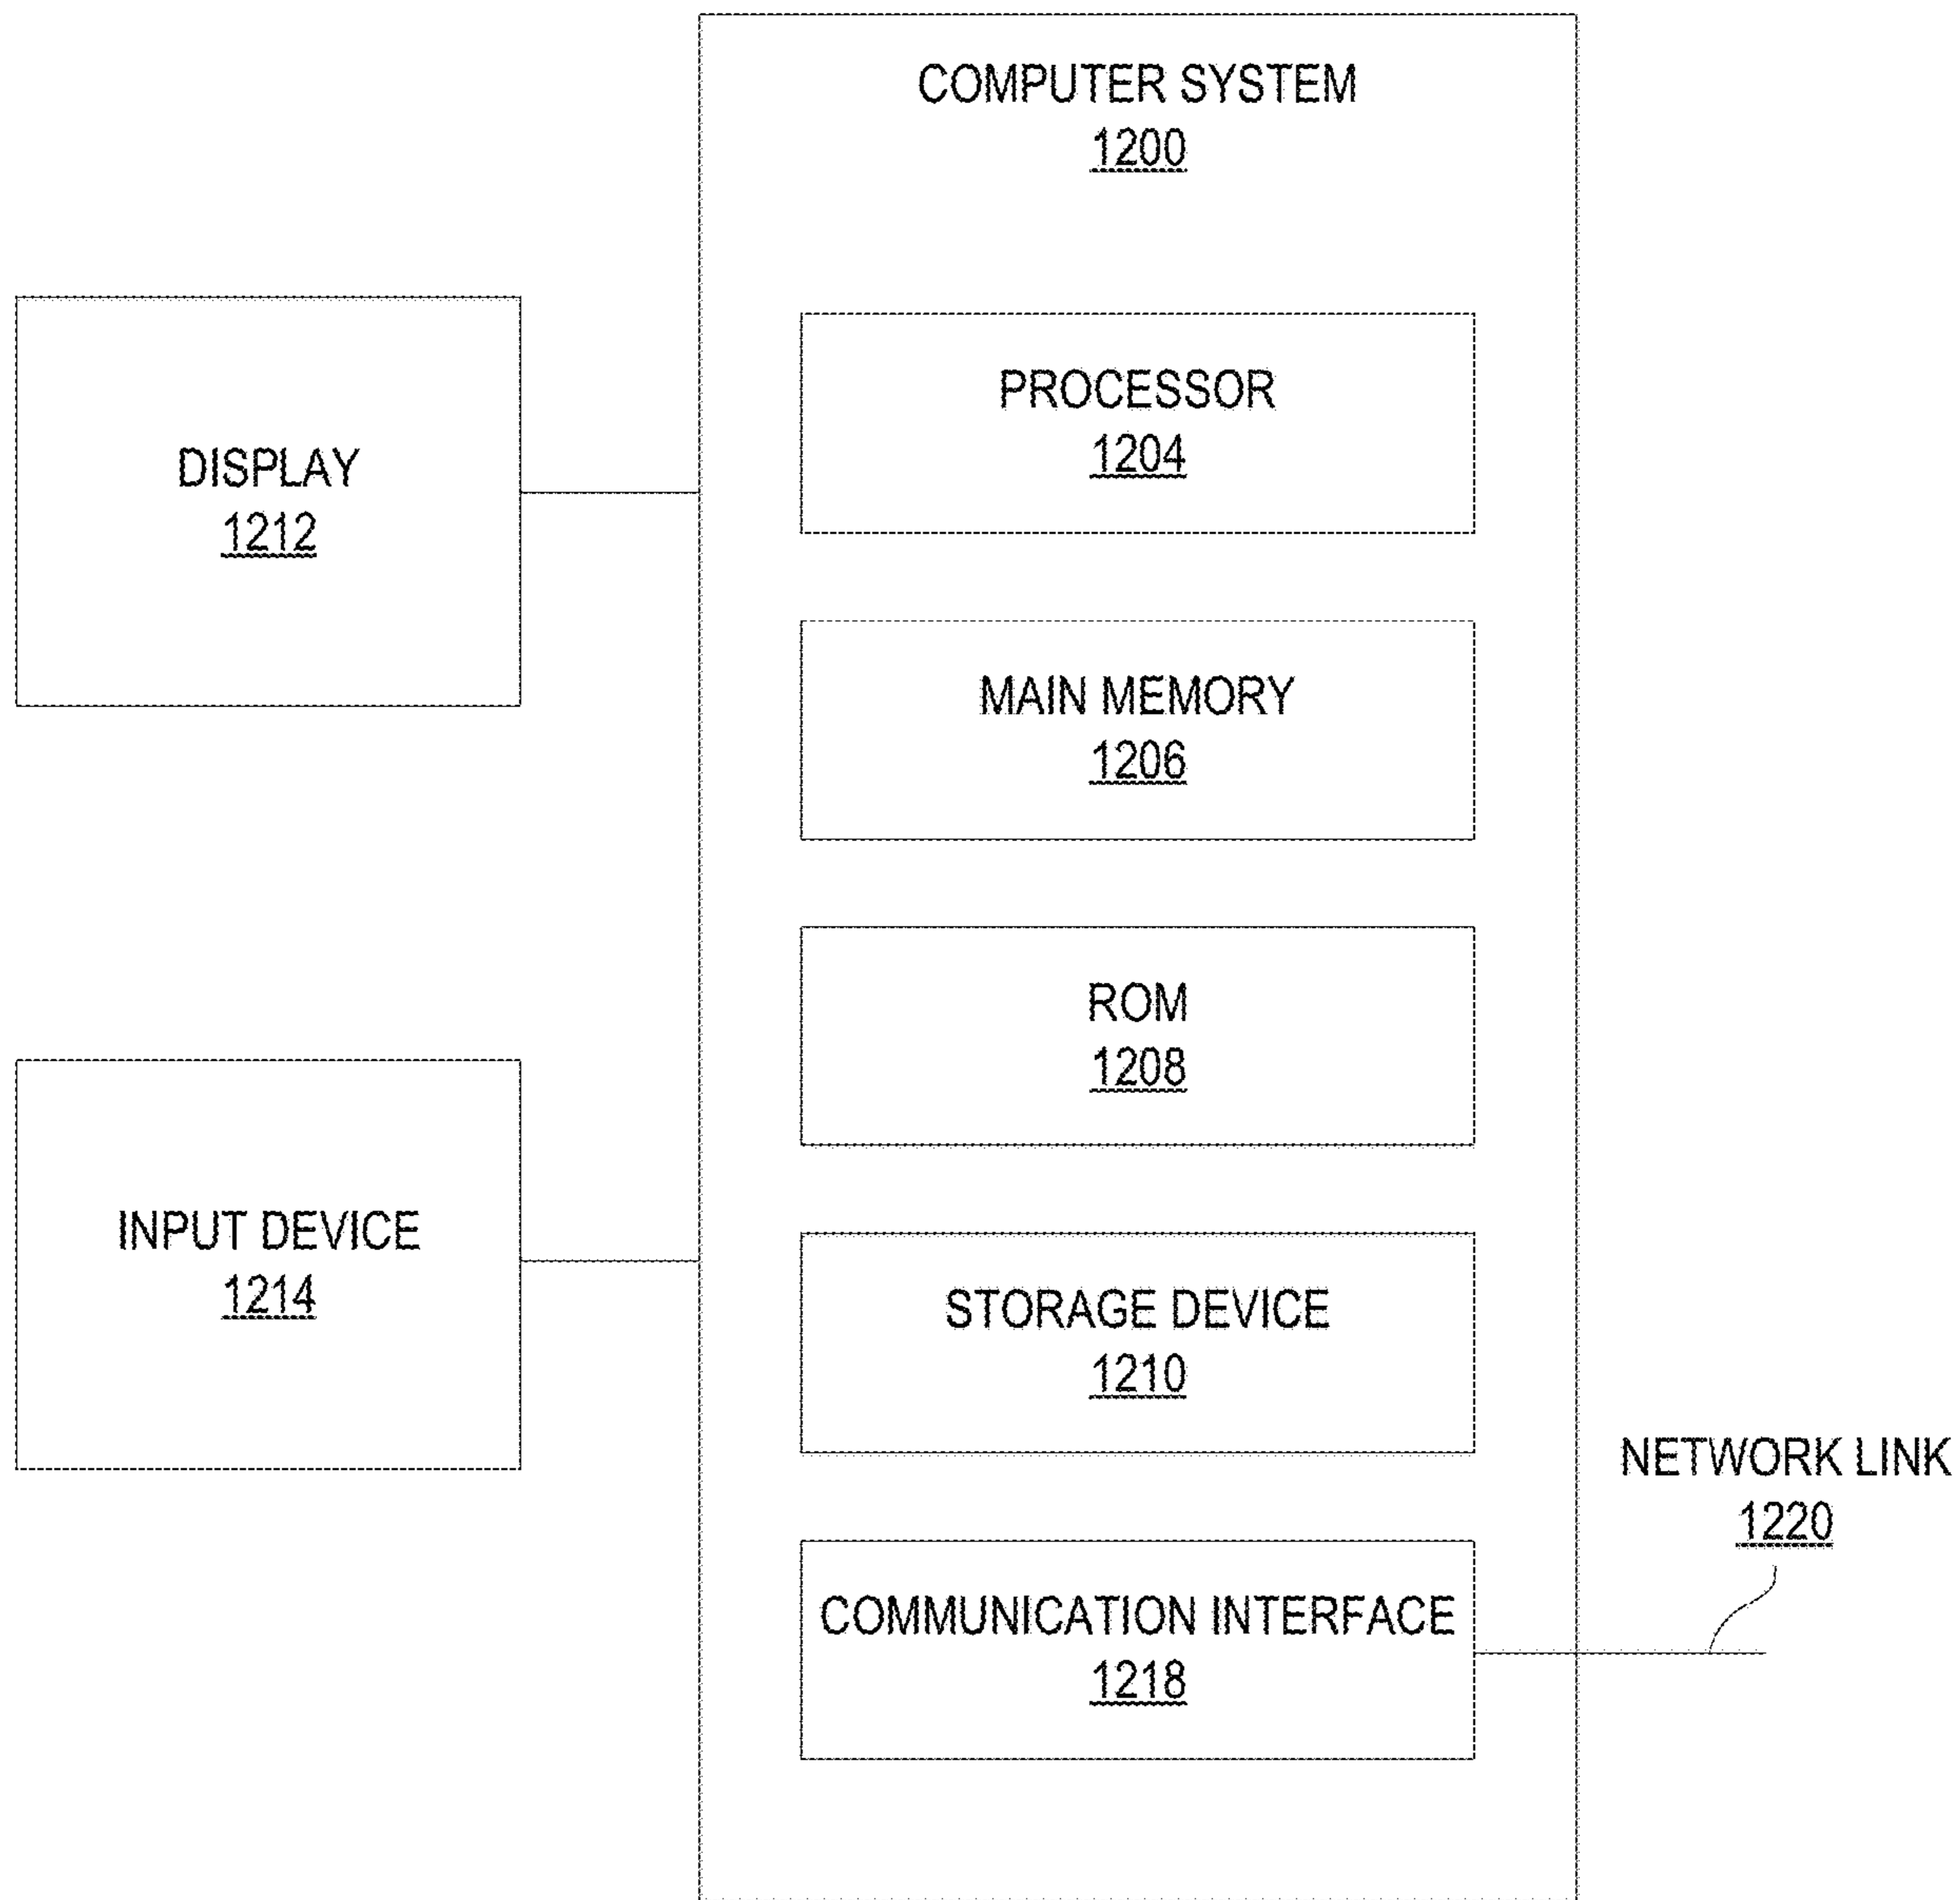 COMPUTER SYSTEM
1200
PROCESSOR
1204
DISPLAY
1212
MAIN MEMORY
1206
ROM
1208
INPUT DEVICE
1214
STORAGE DEVICE
1210
NETWORK LINK
1220
COMMUNICATION INTERFACE
1218